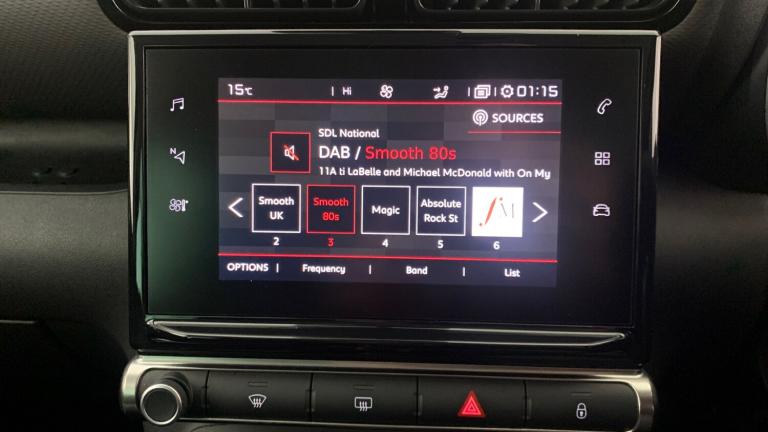 15°C Hi 01:15
SOURCES
SDL National
DAB / Smooth 80s
11A ti LaBelle and Michael McDonald with On My
N
Smooth UK
Smooth 80s
Magic
Absolute Rock St
fM
2 3 4 5 6
OPTIONS | Frequency | Band | List